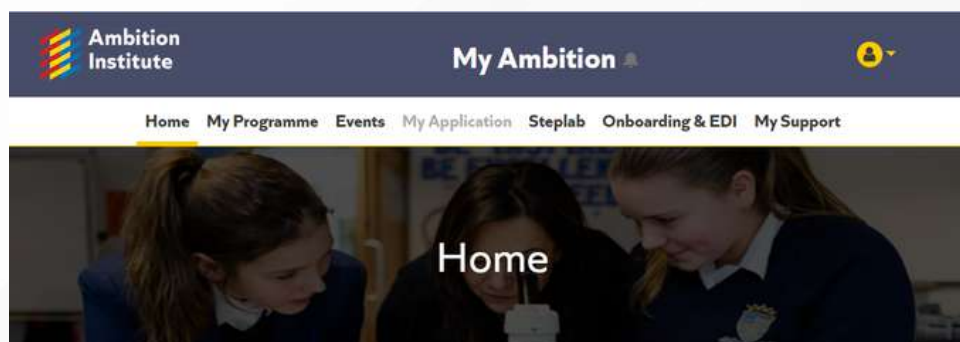 Ambition
Institute
My Ambition
Home My Programme Events My Application Steplab Onboarding & EDI My Support
Home